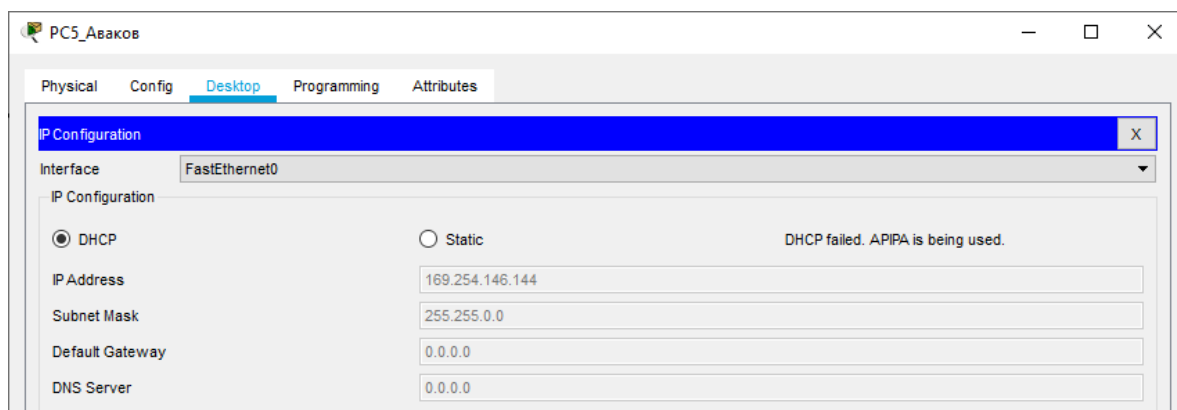 PC5_Аваков
Physical Config Desktop Programming Attributes
IP Configuration X
Interface FastEthernet0
IP Configuration
DHCP Static DHCP failed. APIPA is being used.
IP Address 169.254.146.144
Subnet Mask 255.255.0.0
Default Gateway 0.0.0.0
DNS Server 0.0.0.0